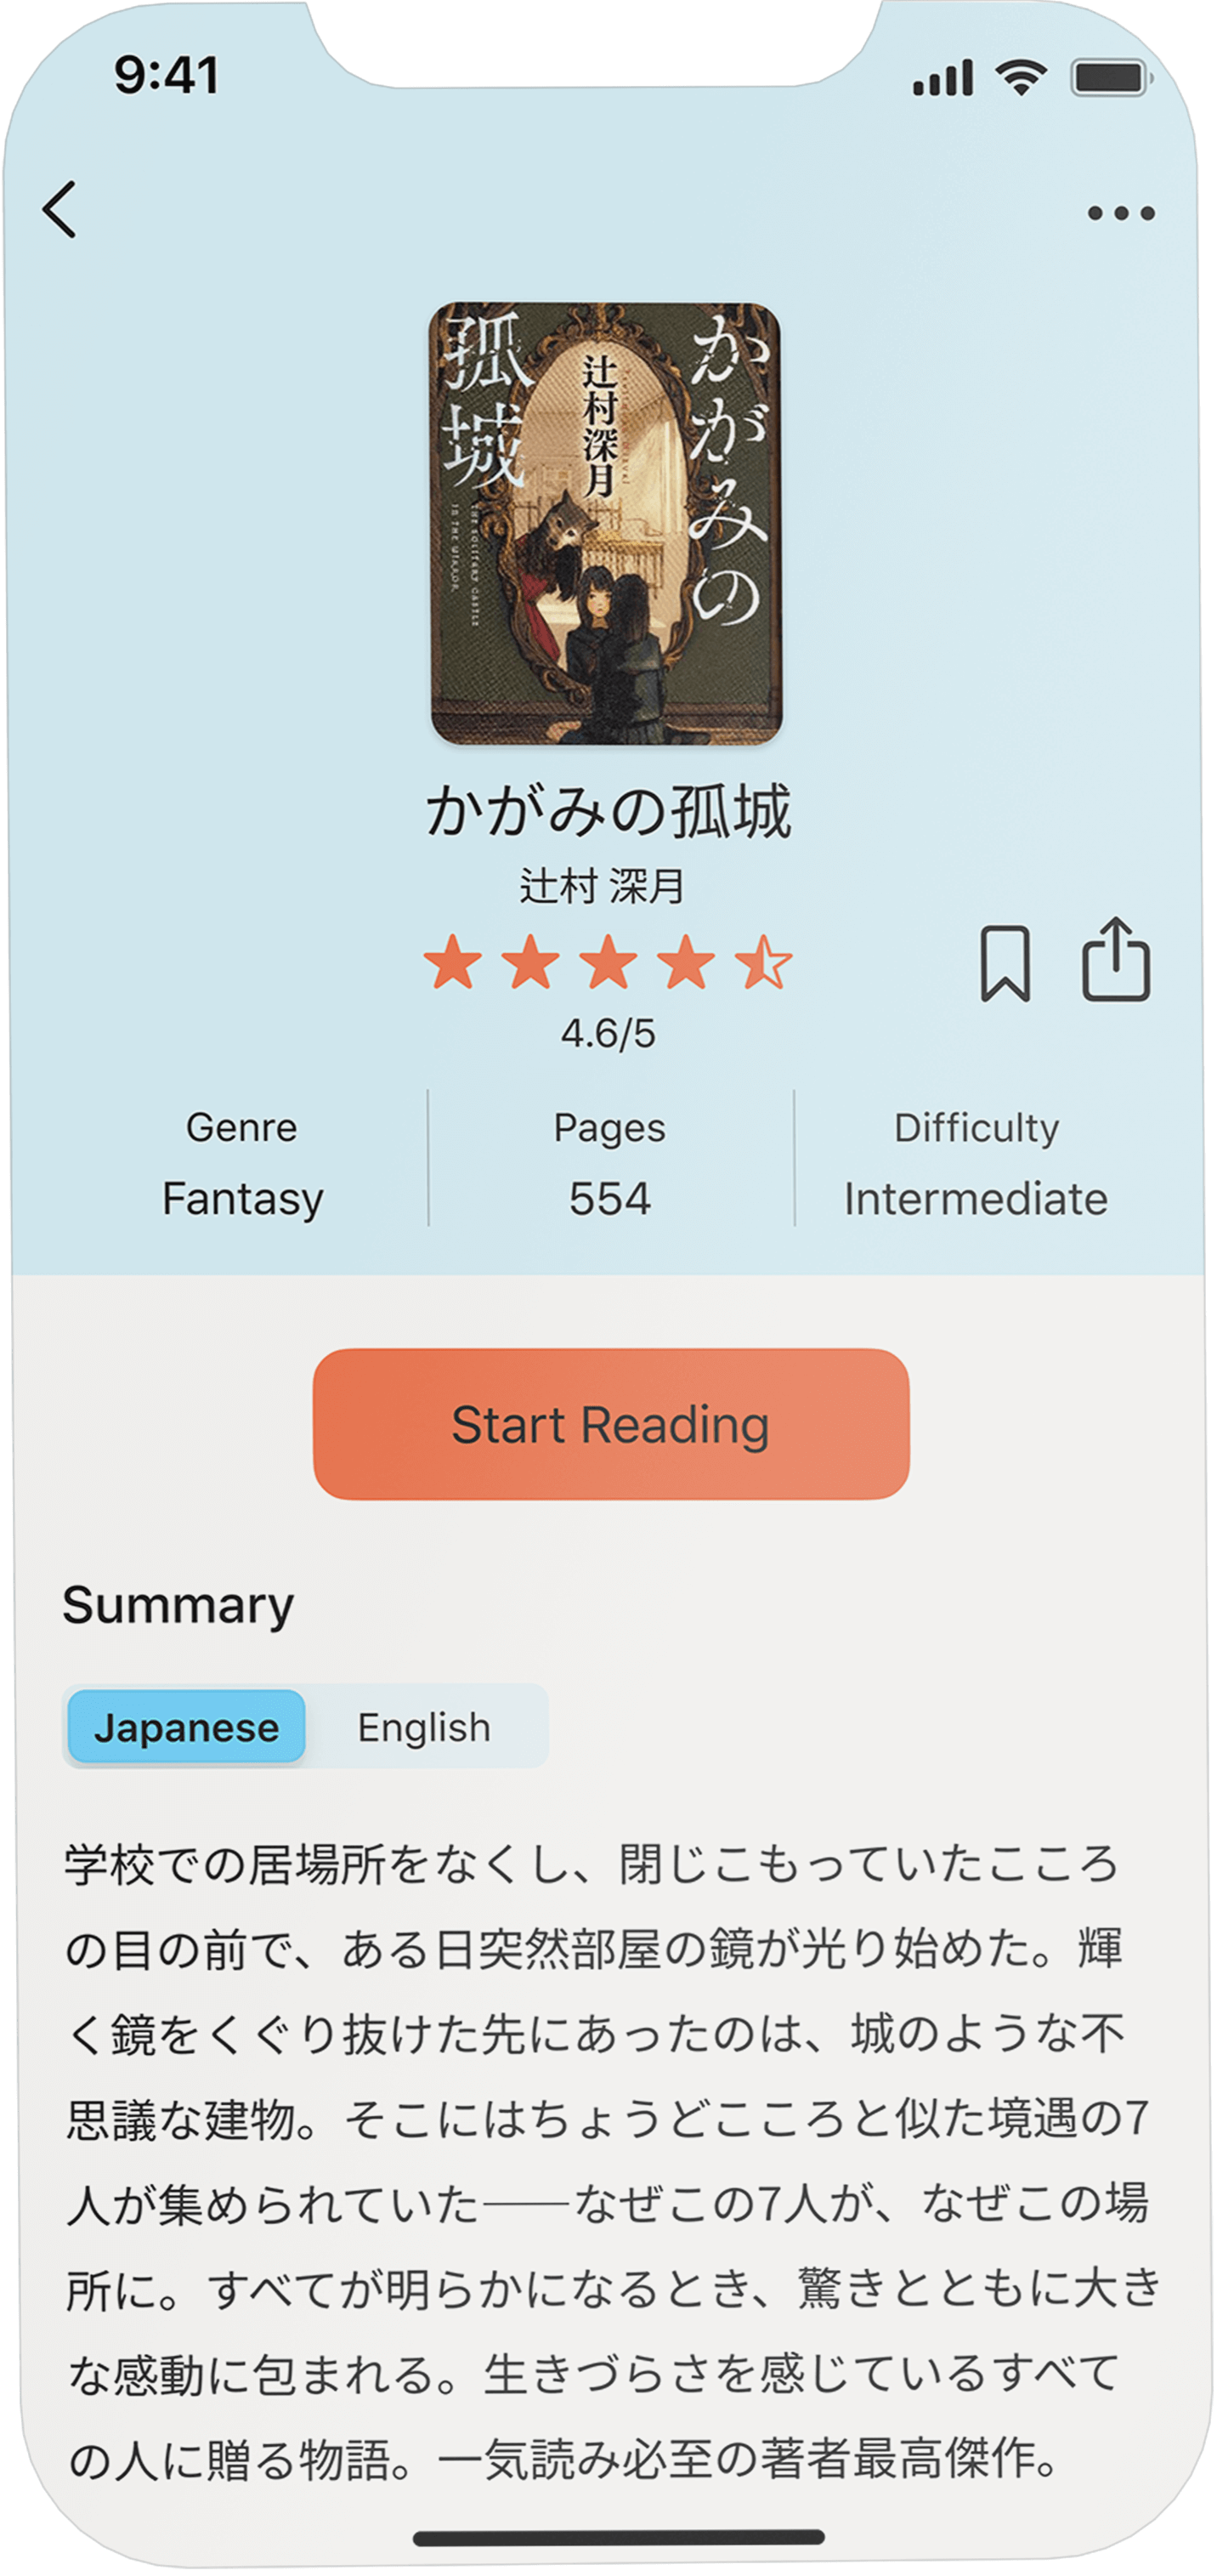 9:41
かがみの
孤城
辻村深月
THE SOLITARY CASTLE
IN THE MIRROR
かがみの孤城
辻村 深月
4.6/5
Genre
Pages
Difficulty
Fantasy
554
Intermediate
Start Reading
Summary
Japanese
English
学校での居場所をなくし、閉じこもっていたこころ
の目の前で、ある日突然部屋の鏡が光り始めた。輝
く鏡をくぐり抜けた先にあったのは、城のような不
思議な建物。そこにはちょうどこころと似た境遇の7
人が集められていた——なぜこの7人が、なぜこの場
所に。すべてが明らかになるとき、驚きとともに大き
な感動に包まれる。生きづらさを感じているすべて
の人に贈る物語。一気読み必至の著者最高傑作。